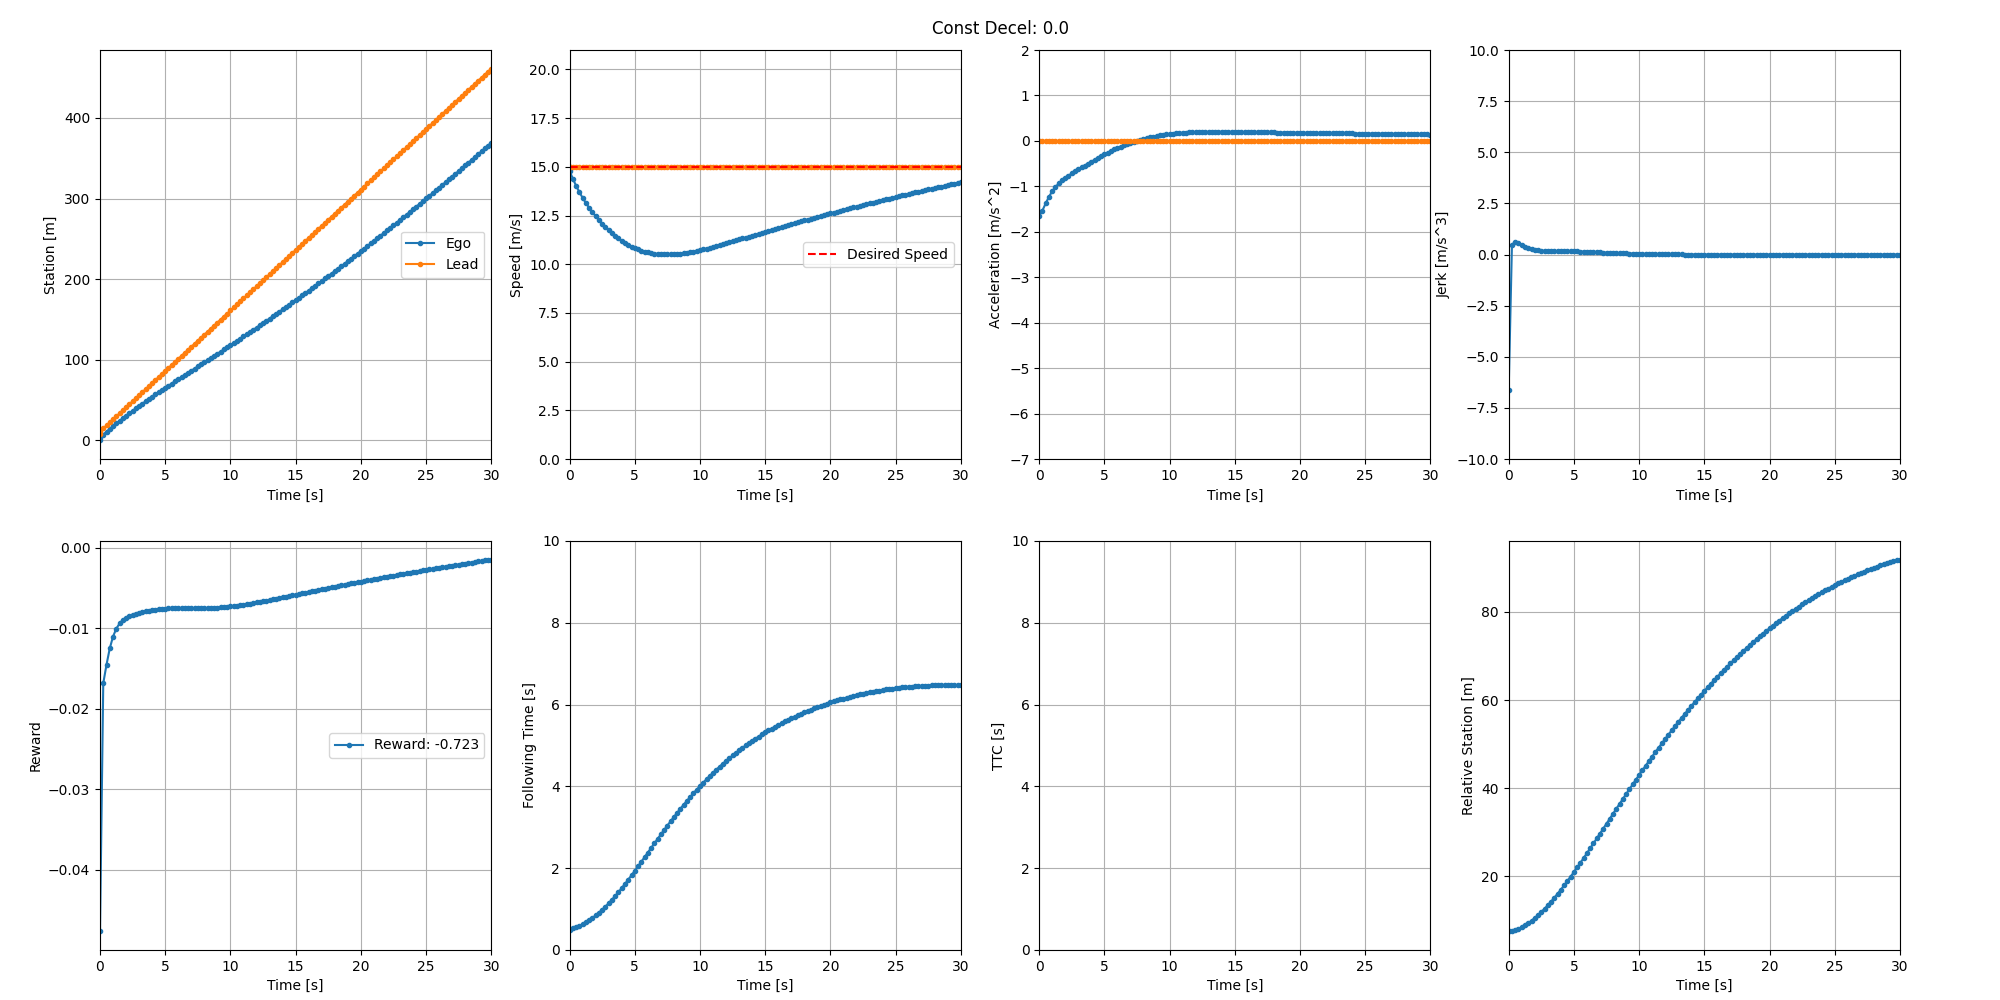 Const Decel: 0.0
Station [m]
400
300
200
100
0
0 5 10 15 20 25 30
Time [s]
Ego
Lead
Speed [m/s]
20.0
17.5
15.0
12.5
10.0
7.5
5.0
2.5
0.0
0 5 10 15 20 25 30
Time [s]
Desired Speed
Acceleration [m/s^2]
2
1
0
−1
−2
−3
−4
−5
−6
−7
0 5 10 15 20 25 30
Time [s]
Jerk [m/s^3]
10.0
7.5
5.0
2.5
0.0
−2.5
−5.0
−7.5
−10.0
0 5 10 15 20 25 30
Time [s]
Reward
0.00
−0.01
−0.02
−0.03
−0.04
0 5 10 15 20 25 30
Time [s]
Reward: -0.723
Following Time [s]
10
8
6
4
2
0
0 5 10 15 20 25 30
Time [s]
TTC [s]
10
8
6
4
2
0
0 5 10 15 20 25 30
Time [s]
Relative Station [m]
80
60
40
20
0 5 10 15 20 25 30
Time [s]